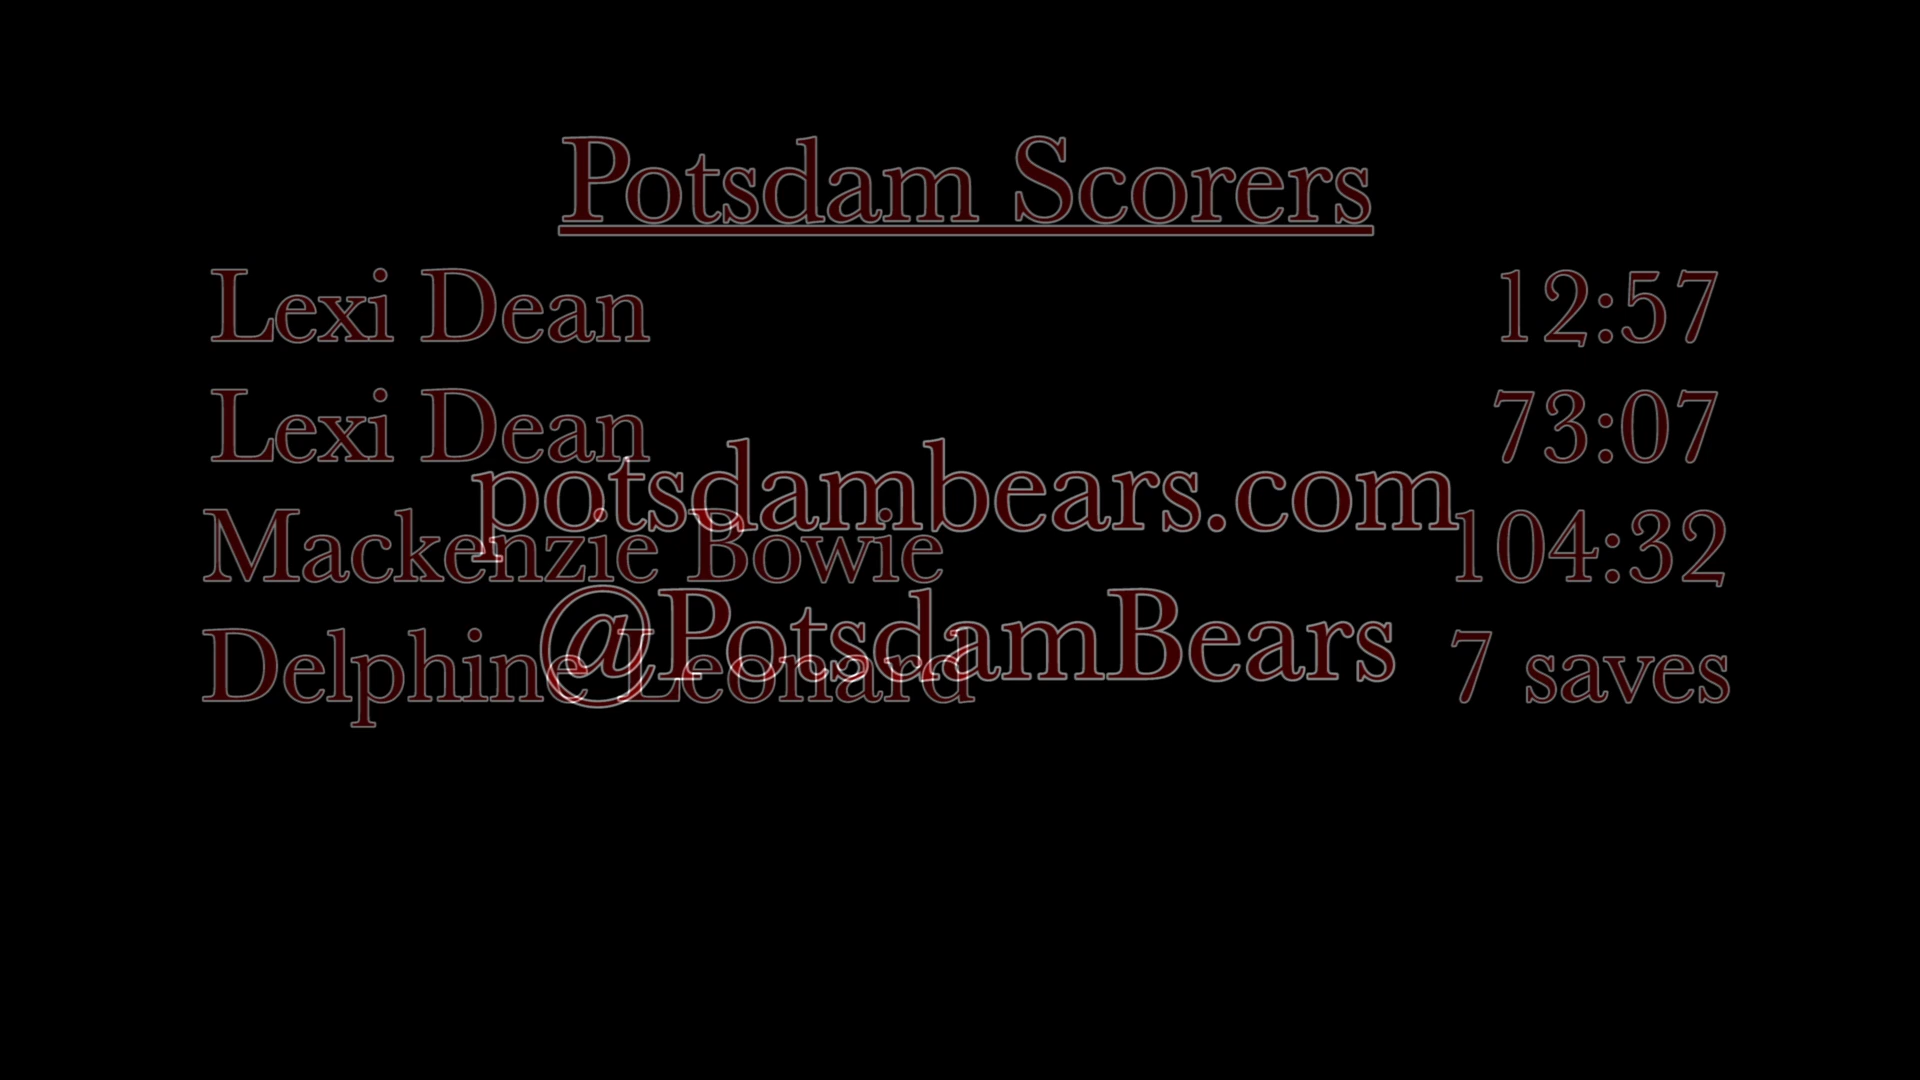 Potsdam Scorers
Lexi Dean 12:57
Lexi Dean 73:07
potsdambears.com
Mackenzie Bowie 104:32
@PotsdamBears
Delphine Leonard 7 saves